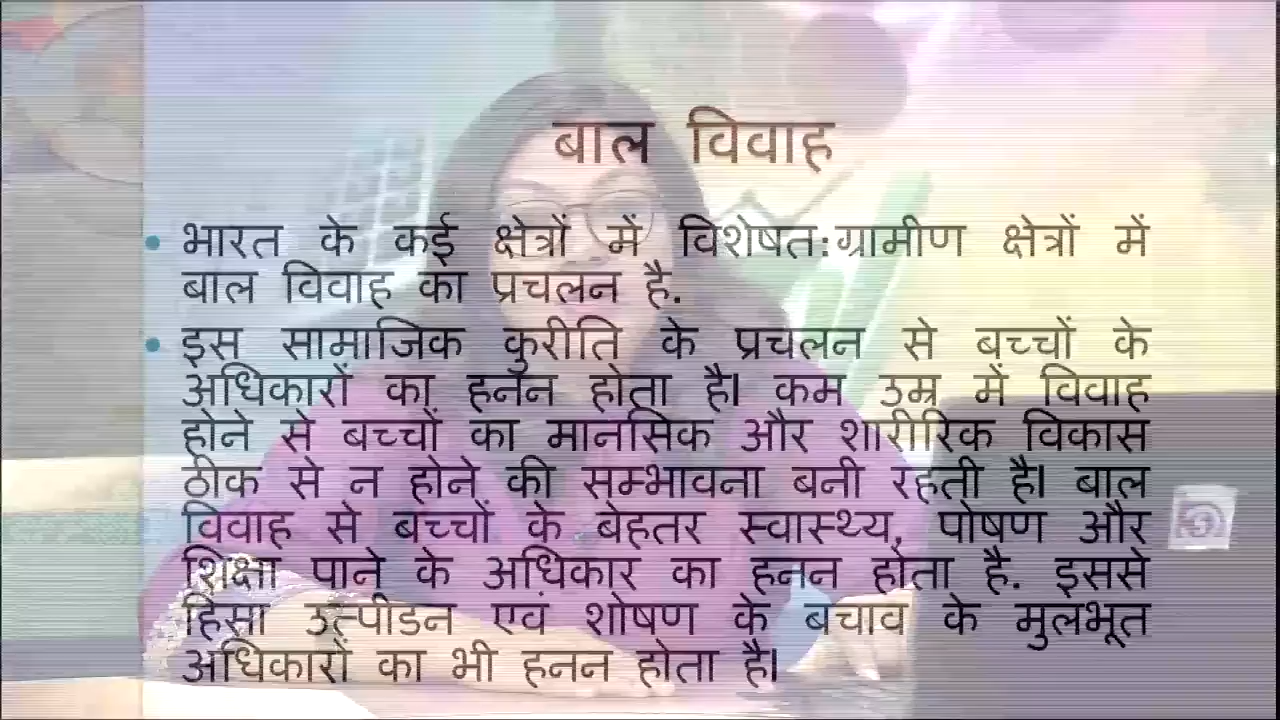 बाल विवाह
भारत के कई क्षेत्रों में विशेषत:ग्रामीण क्षेत्रों में
बाल विवाह का प्रचलन है.
इस सामाजिक कुरीति के प्रचलन से बच्चों के
अधिकारों का हनन होता है। कम उम्र में विवाह
होने से बच्चों का मानसिक और शारीरिक विकास
ठीक से न होने की सम्भावना बनी रहती है। बाल
विवाह से बच्चों के बेहतर स्वास्थ्य, पोषण और
शिक्षा पाने के अधिकार का हनन होता है. इससे
हिंसा उत्पीडन एवं शोषण के बचाव के मुलभूत
अधिकारों का भी हनन होता है।